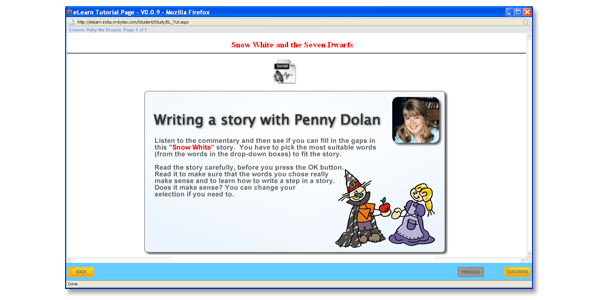 eLearn Tutorial Page - V0.0.9 - Mozilla Firefox
http://elearn.india.m-bytes.com/Student/Study/EL_Tut.aspx
Lesson: Ruby the Dragon, Page 1 of 1
Snow White and the Seven Dwarfs
Writing a story with Penny Dolan
Listen to the commentary and then see if you can fill in the gaps in
this "Snow White" story. You have to pick the most suitable words
(from the words in the drop-down boxes) to fit the story.
Read the story carefully, before you press the OK button.
Read it to make sure that the words you chose really
make sense and to learn how to write a step in a story.
Does it make sense? You can change your
selection if you need to.
BACK
PREVIOUS
QUESTIONS
Done